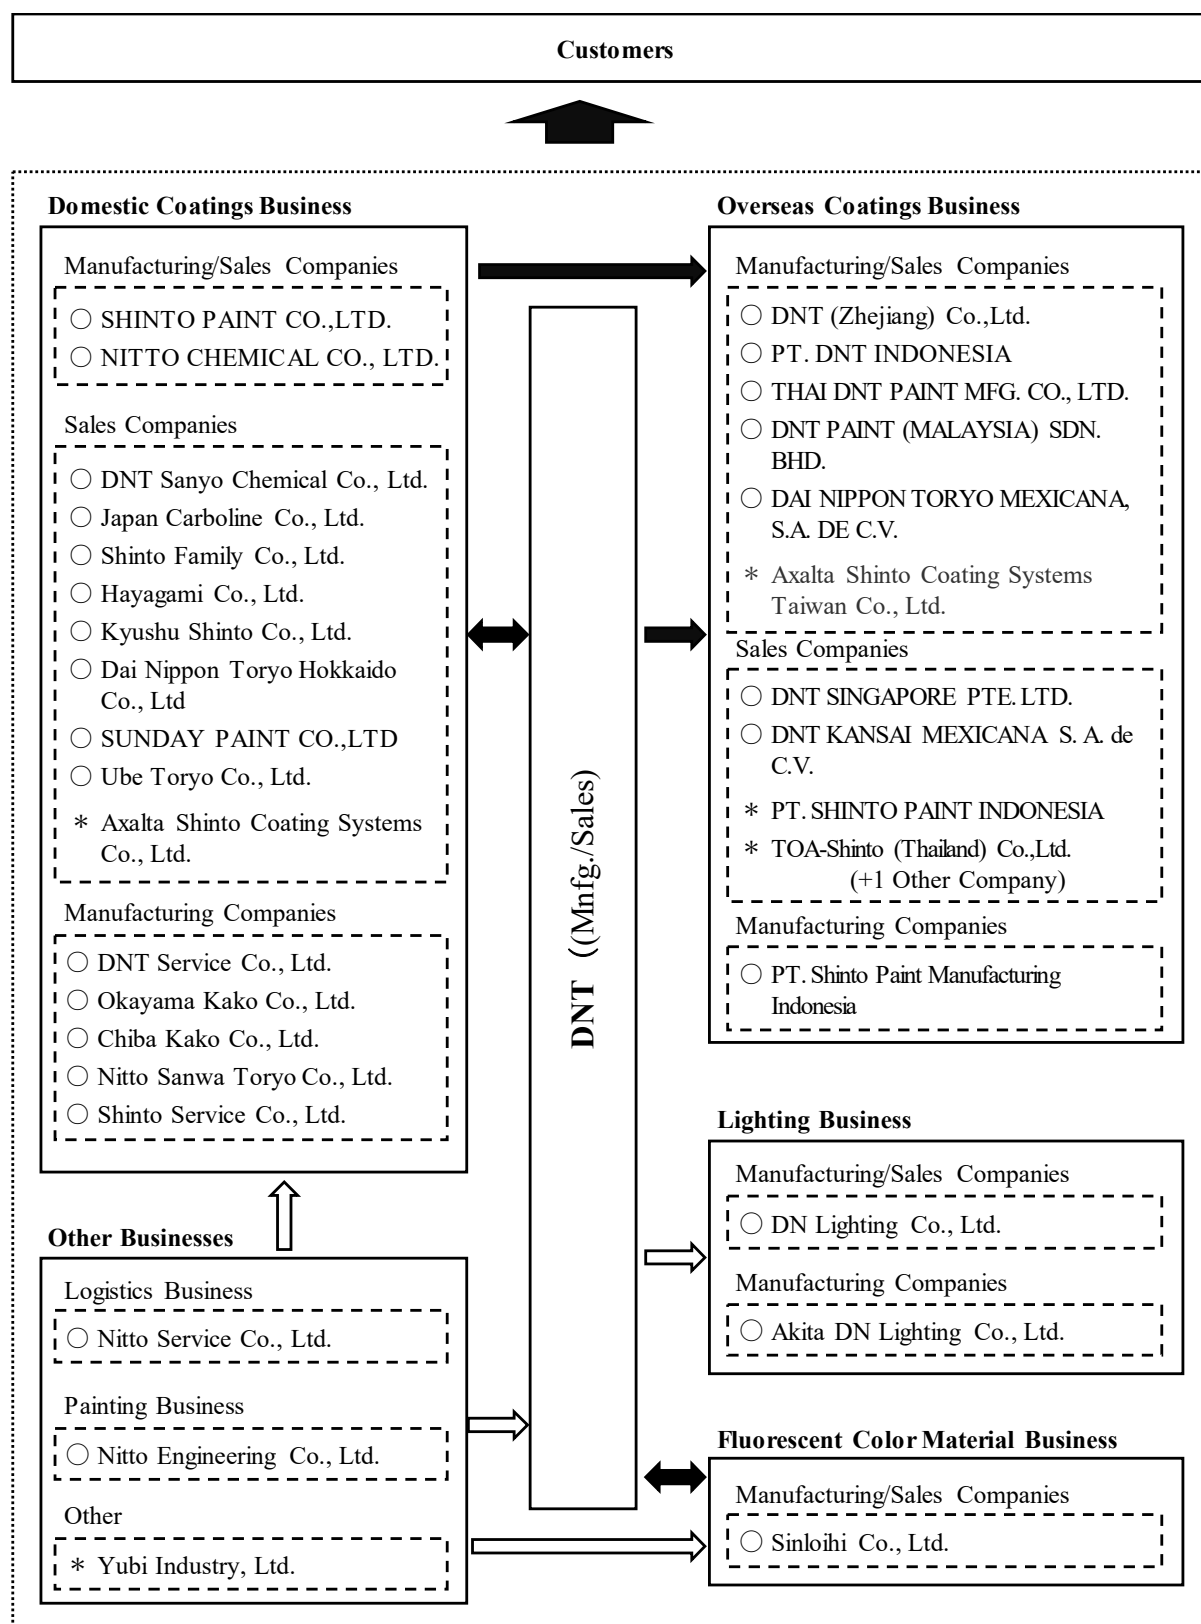 Customers
Domestic Coatings Business
Manufacturing/Sales Companies
○ SHINTO PAINT CO.,LTD.
○ NITTO CHEMICAL CO., LTD.
Sales Companies
○ DNT Sanyo Chemical Co., Ltd.
○ Japan Carboline Co., Ltd.
○ Shinto Family Co., Ltd.
○ Hayagami Co., Ltd.
○ Kyushu Shinto Co., Ltd.
○ Dai Nippon Toryo Hokkaido
Co., Ltd
○ SUNDAY PAINT CO.,LTD
○ Ube Toryo Co., Ltd.
* Axalta Shinto Coating Systems
Co., Ltd.
Manufacturing Companies
○ DNT Service Co., Ltd.
○ Okayama Kako Co., Ltd.
○ Chiba Kako Co., Ltd.
○ Nitto Sanwa Toryo Co., Ltd.
○ Shinto Service Co., Ltd.
Other Businesses
Logistics Business
○ Nitto Service Co., Ltd.
Painting Business
○ Nitto Engineering Co., Ltd.
Other
* Yubi Industry, Ltd.
DNT ((Mnfg./Sales)
Overseas Coatings Business
Manufacturing/Sales Companies
○ DNT (Zhejiang) Co.,Ltd.
○ PT. DNT INDONESIA
○ THAI DNT PAINT MFG. CO., LTD.
○ DNT PAINT (MALAYSIA) SDN.
BHD.
○ DAI NIPPON TORYO MEXICANA,
S.A. DE C.V.
* Axalta Shinto Coating Systems
Taiwan Co., Ltd.
Sales Companies
○ DNT SINGAPORE PTE. LTD.
○ DNT KANSAI MEXICANA S. A. de
C.V.
* PT. SHINTO PAINT INDONESIA
* TOA-Shinto (Thailand) Co.,Ltd.
(+1 Other Company)
Manufacturing Companies
○ PT. Shinto Paint Manufacturing
Indonesia
Lighting Business
Manufacturing/Sales Companies
○ DN Lighting Co., Ltd.
Manufacturing Companies
○ Akita DN Lighting Co., Ltd.
Fluorescent Color Material Business
Manufacturing/Sales Companies
○ Sinloihi Co., Ltd.